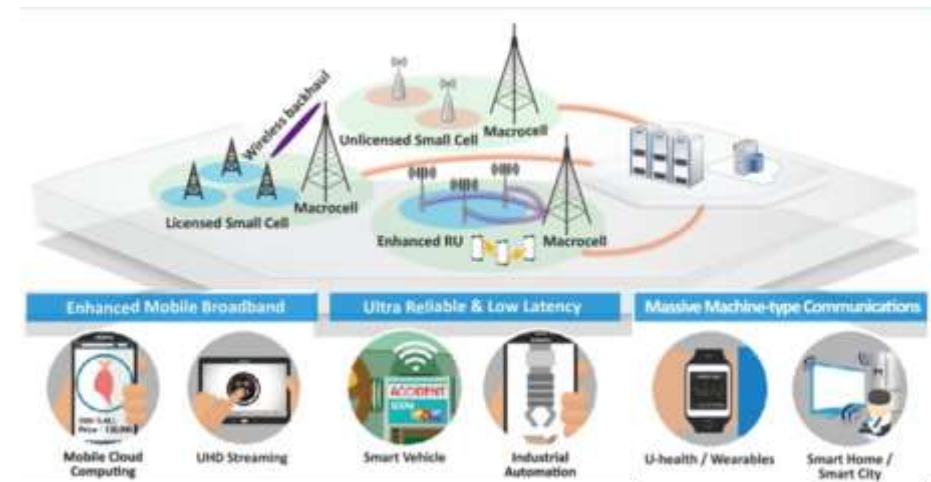 Wireless backhaul
Unlicensed Small Cell
Macrocell
Licensed Small Cell
Macrocell
Enhanced RU
Macrocell
Enhanced Mobile Broadband
Ultra Reliable & Low Latency
Massive Machine-type Communications
ACCIDENT
Mobile Cloud
Computing
UHD Streaming
Smart Vehicle
Industrial
Automation
U-health / Wearables
Smart Home /
Smart City